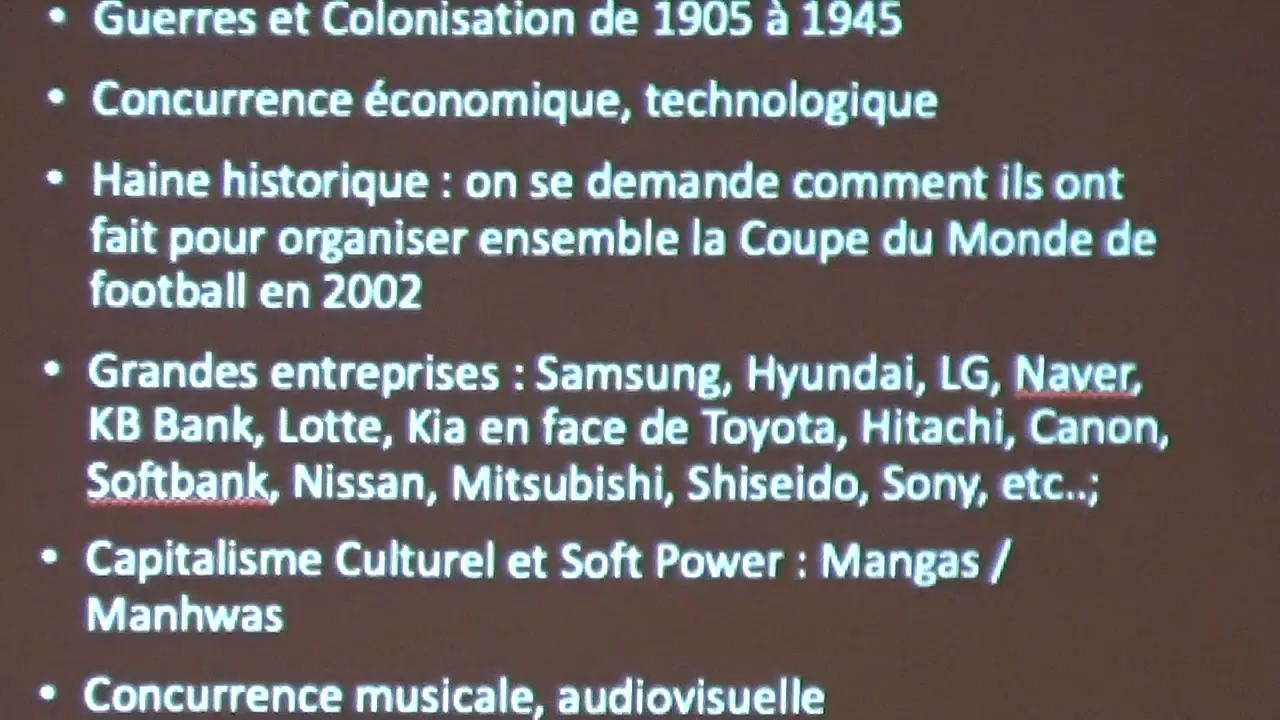 • Guerres et Colonisation de 1905 à 1945
• Concurrence économique, technologique
• Haine historique : on se demande comment ils ont
fait pour organiser ensemble la Coupe du Monde de
football en 2002
• Grandes entreprises : Samsung, Hyundai, LG, Naver,
KB Bank, Lotte, Kia en face de Toyota, Hitachi, Canon,
Softbank, Nissan, Mitsubishi, Shiseido, Sony, etc..;
• Capitalisme Culturel et Soft Power : Mangas /
Manhwas
• Concurrence musicale, audiovisuelle